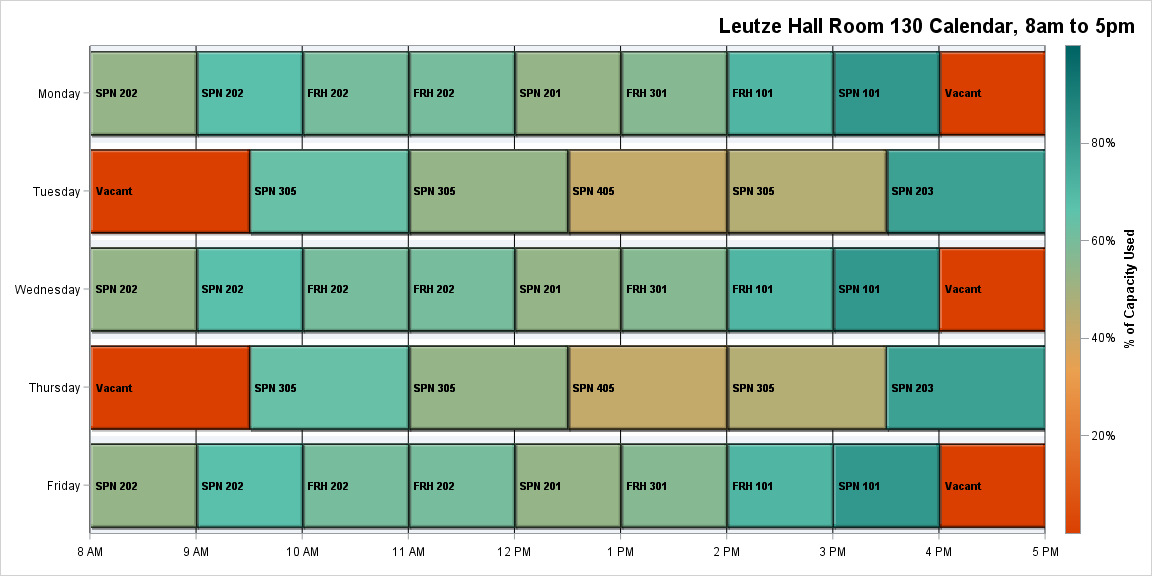 Leutze Hall Room 130 Calendar, 8am to 5pm
Monday
SPN 202
SPN 202
FRH 202
FRH 202
SPN 201
FRH 301
FRH 101
SPN 101
Vacant
Tuesday
Vacant
SPN 305
SPN 305
SPN 405
SPN 305
SPN 203
Wednesday
SPN 202
SPN 202
FRH 202
FRH 202
SPN 201
FRH 301
FRH 101
SPN 101
Vacant
Thursday
Vacant
SPN 305
SPN 305
SPN 405
SPN 305
SPN 203
Friday
SPN 202
SPN 202
FRH 202
FRH 202
SPN 201
FRH 301
FRH 101
SPN 101
Vacant
8 AM
9 AM
10 AM
11 AM
12 PM
1 PM
2 PM
3 PM
4 PM
5 PM
80%
60%
40%
20%
% of Capacity Used